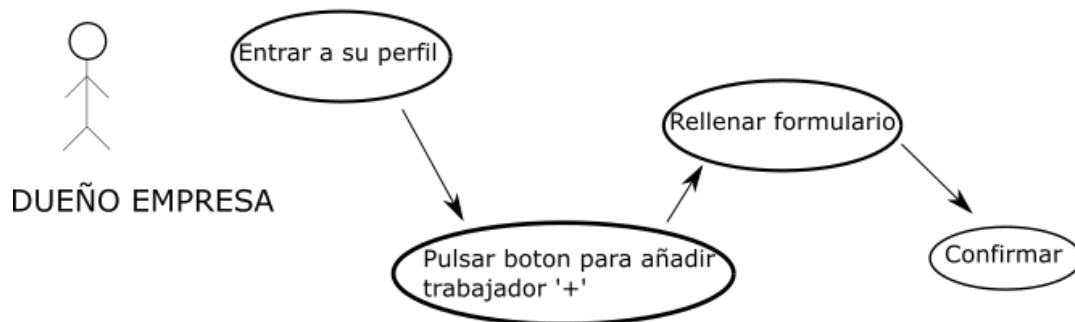 Entrar a su perfil
Rellenar formulario
DUEÑO EMPRESA
Pulsar boton para añadir
trabajador '+'
Confirmar